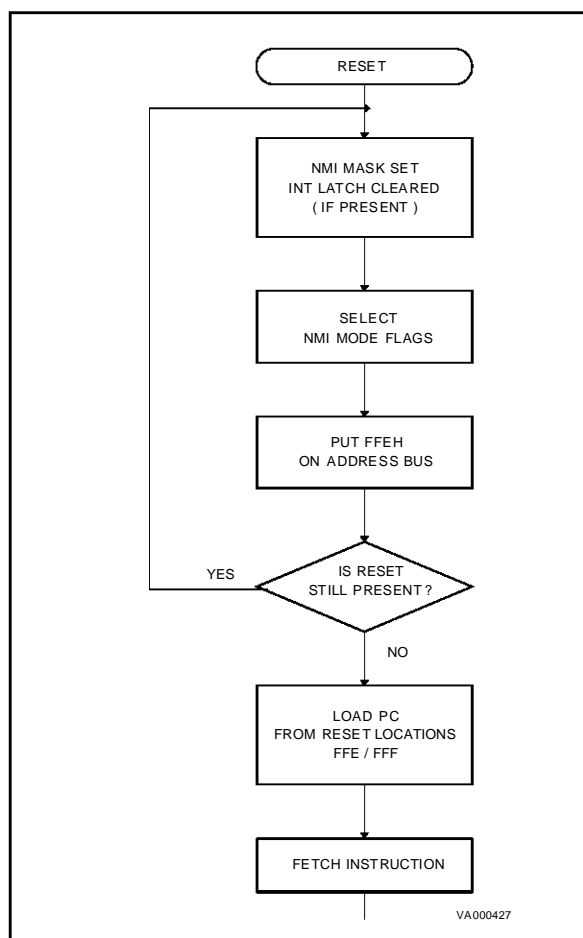 RESET
NMI MASK SET
INT LATCH CLEARED
( IF PRESENT )
SELECT
NMI MODE FLAGS
PUT FFEH
ON ADDRESS BUS
IS RESET
STILL PRESENT ?
YES
NO
LOAD PC
FROM RESET LOCATIONS
FFE / FFF
FETCH INSTRUCTION
VA000427